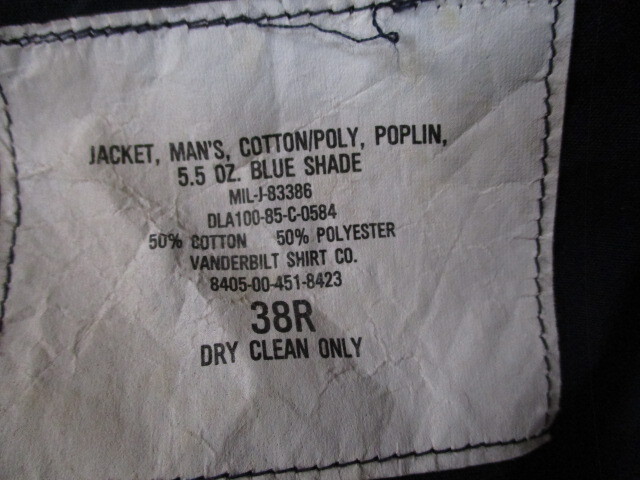 JACKET, MAN'S, COTTON/POLY, POPLIN,
5.5 OZ. BLUE SHADE
MIL-J-83386
DLA100-85-C-0584
50% COTTON 50% POLYESTER
VANDERBILT SHIRT CO.
8405-00-451-8423
38R
DRY CLEAN ONLY